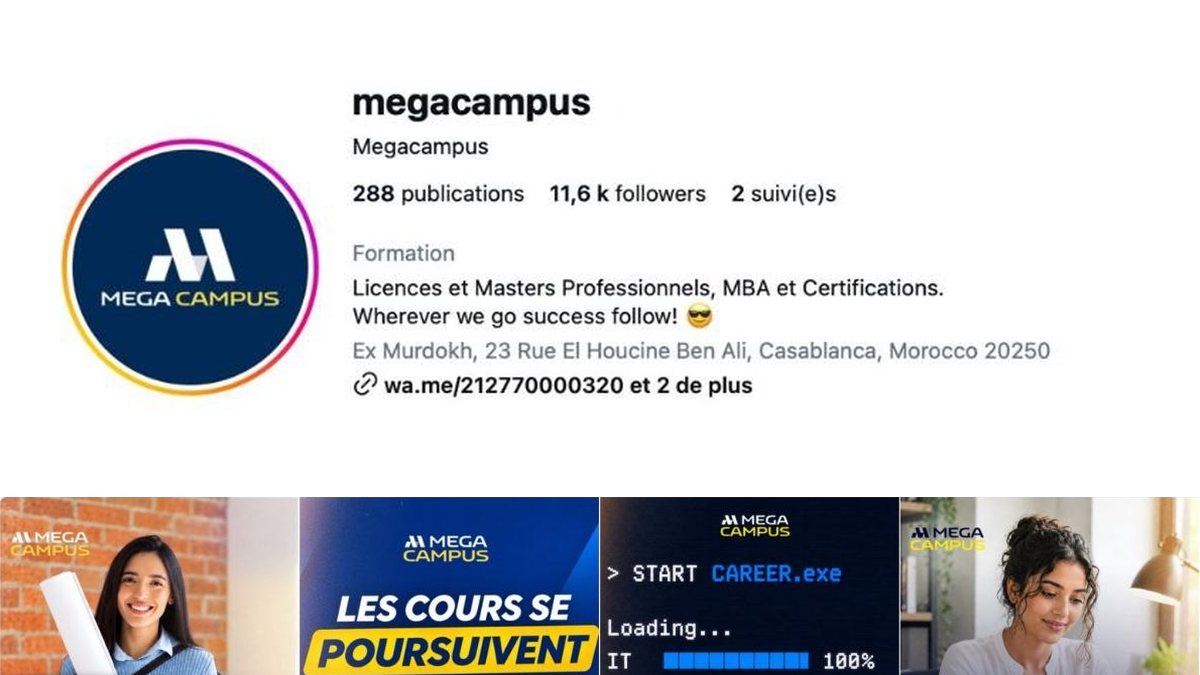 megacampus
Megacampus
288 publications 11,6 k followers 2 suivi(e)s
Formation
Licences et Masters Professionnels, MBA et Certifications.
Wherever we go success follow! 😎
Ex Murdokh, 23 Rue El Houcine Ben Ali, Casablanca, Morocco 20250
wa.me/212770000320 et 2 de plus
MEGA CAMPUS
MEGA
CAMPUS
MEGA
CAMPUS
LES COURS SE
POURSUIVENT
MEGA
CAMPUS
> START CAREER.exe
Loading...
IT 100%
MEGA
CAMPUS